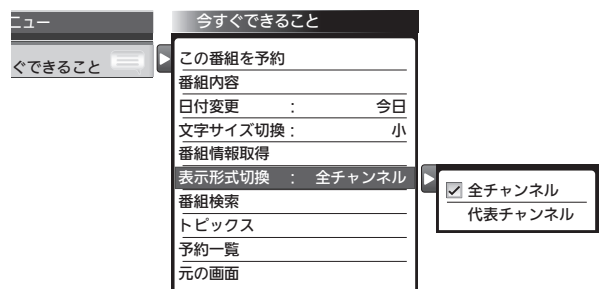 ニュー
ぐできること
今すぐできること
この番組を予約
番組内容
日付変更 : 今日
文字サイズ切換 : 小
番組情報取得
表示形式切換 : 全チャンネル
番組検索
トピックス
予約一覧
元の画面
全チャンネル
代表チャンネル